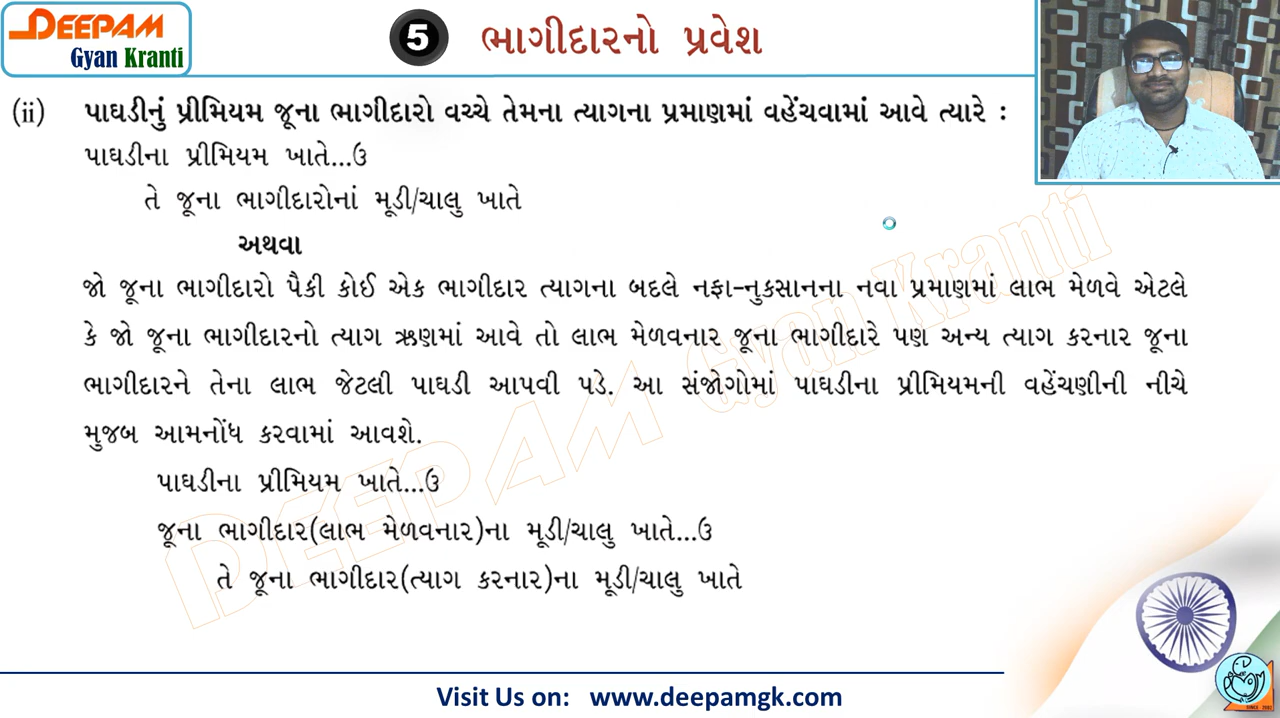 DEEPAM
Gyan Kranti
5 ભાગીદારનો પ્રવેશ
(ii) પાઘડીનું પ્રીમિયમ જૂના ભાગીદારો વચ્ચે તેમના ત્યાગના પ્રમાણમાં વહેંચવામાં આવે ત્યારે :
પાઘડીના પ્રીમિયમ ખાતે...ઉ
તે જૂના ભાગીદારોનાં મૂડી/ચાલુ ખાતે
અથવા
જો જૂના ભાગીદારો પૈકી કોઈ એક ભાગીદાર ત્યાગના બદલે નફા-નુકસાનના નવા પ્રમાણમાં લાભ મેળવે એટલે
કે જો જૂના ભાગીદારનો ત્યાગ ઋણમાં આવે તો લાભ મેળવનાર જૂના ભાગીદારે પણ અન્ય ત્યાગ કરનાર જૂના
ભાગીદારને તેના લાભ જેટલી પાઘડી આપવી પડે. આ સંજોગોમાં પાઘડીના પ્રીમિયમની વહેંચણીની નીચે
મુજબ આમનોંધ કરવામાં આવશે.
પાઘડીના પ્રીમિયમ ખાતે...ઉ
જૂના ભાગીદાર(લાભ મેળવનાર)ના મૂડી/ચાલુ ખાતે...ઉ
તે જૂના ભાગીદાર(ત્યાગ કરનાર)ના મૂડી/ચાલુ ખાતે
DEEPAM Gyan Kranti
Visit Us on: www.deepamgk.com